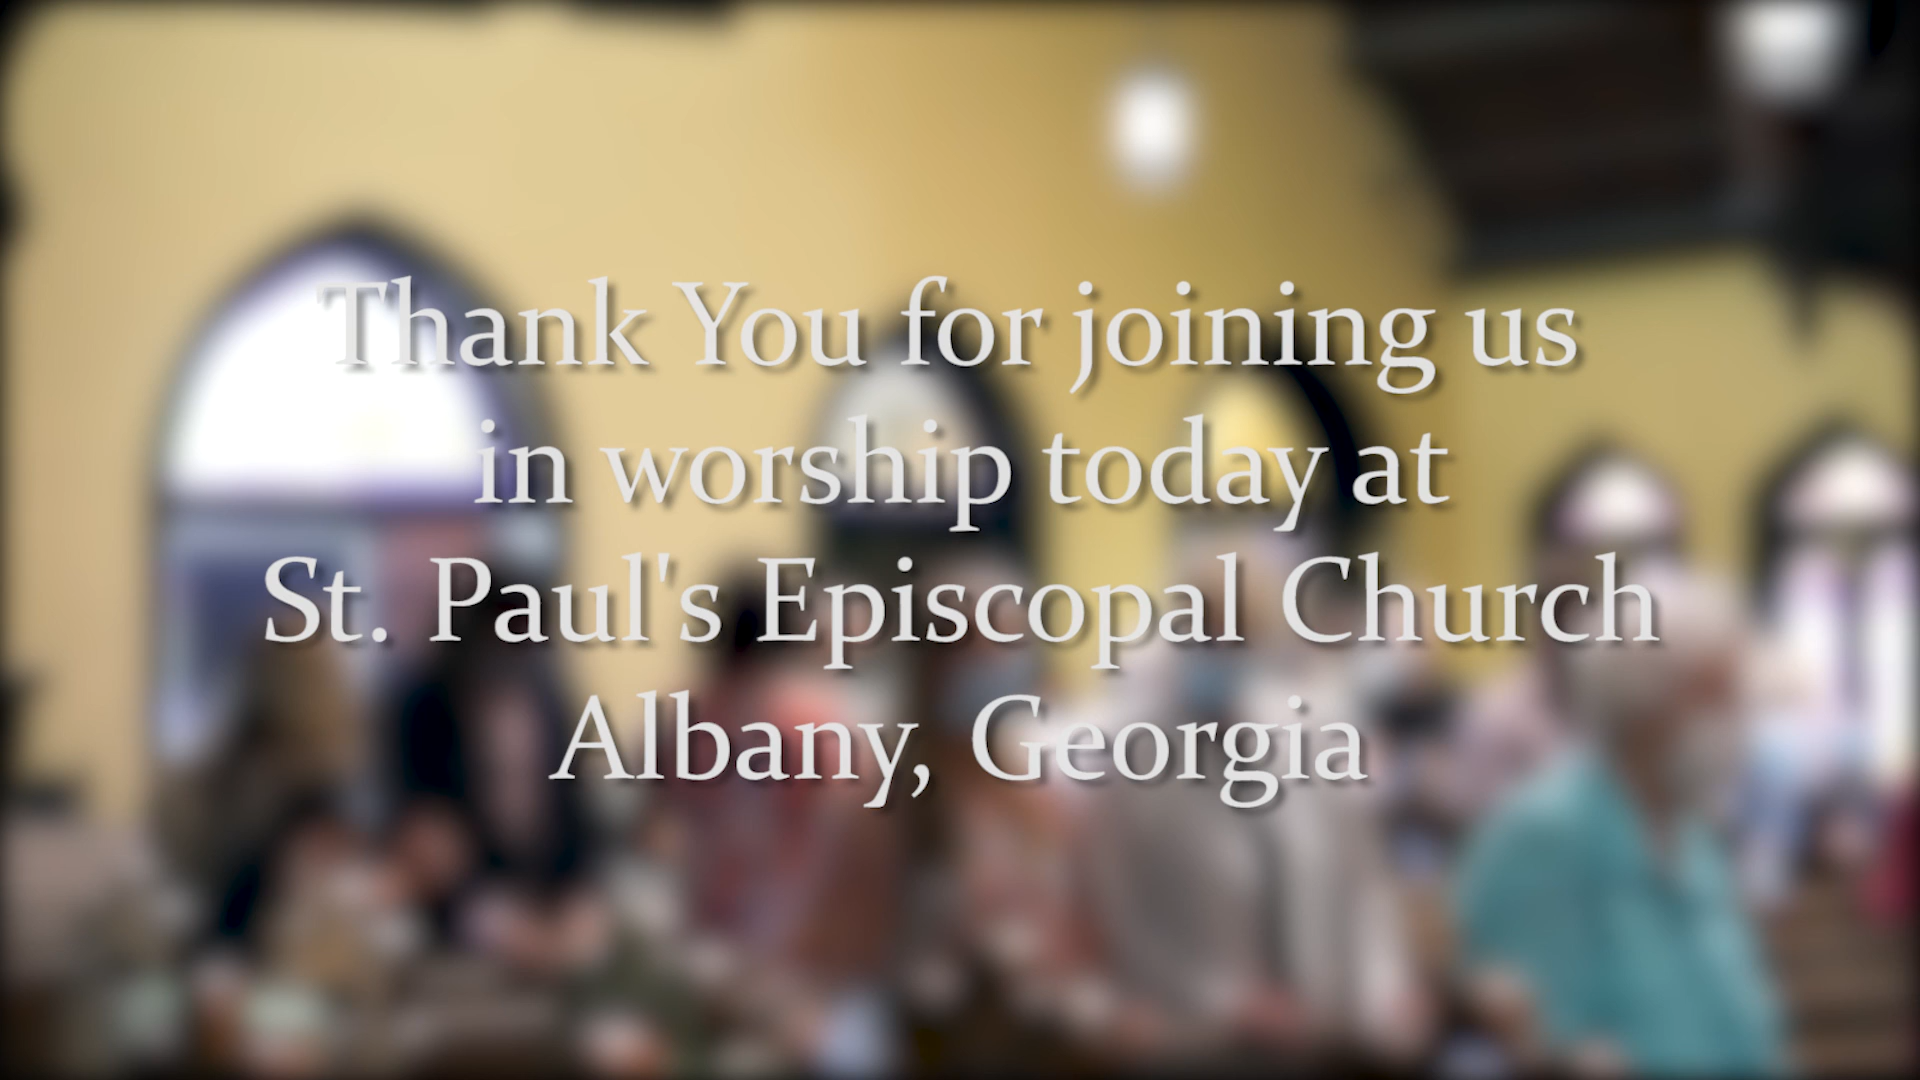 Thank You for joining us
in worship today at
St. Paul's Episcopal Church
Albany, Georgia